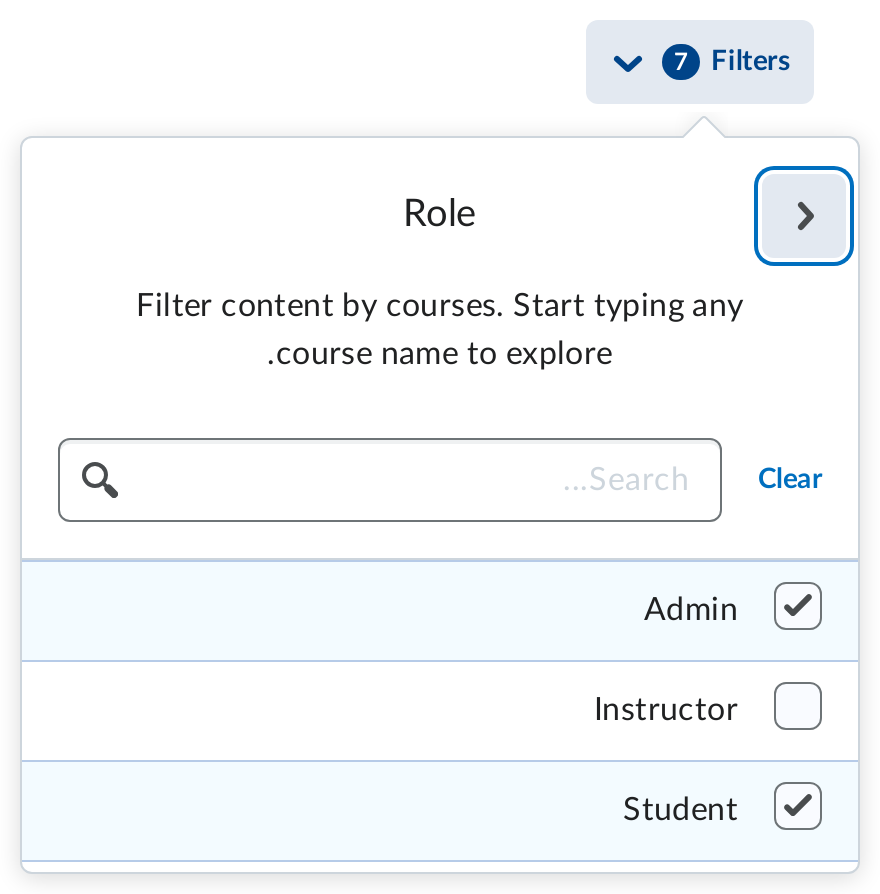 7 Filters
Role
Filter content by courses. Start typing any
.course name to explore
...Search
Clear
Admin
Instructor
Student